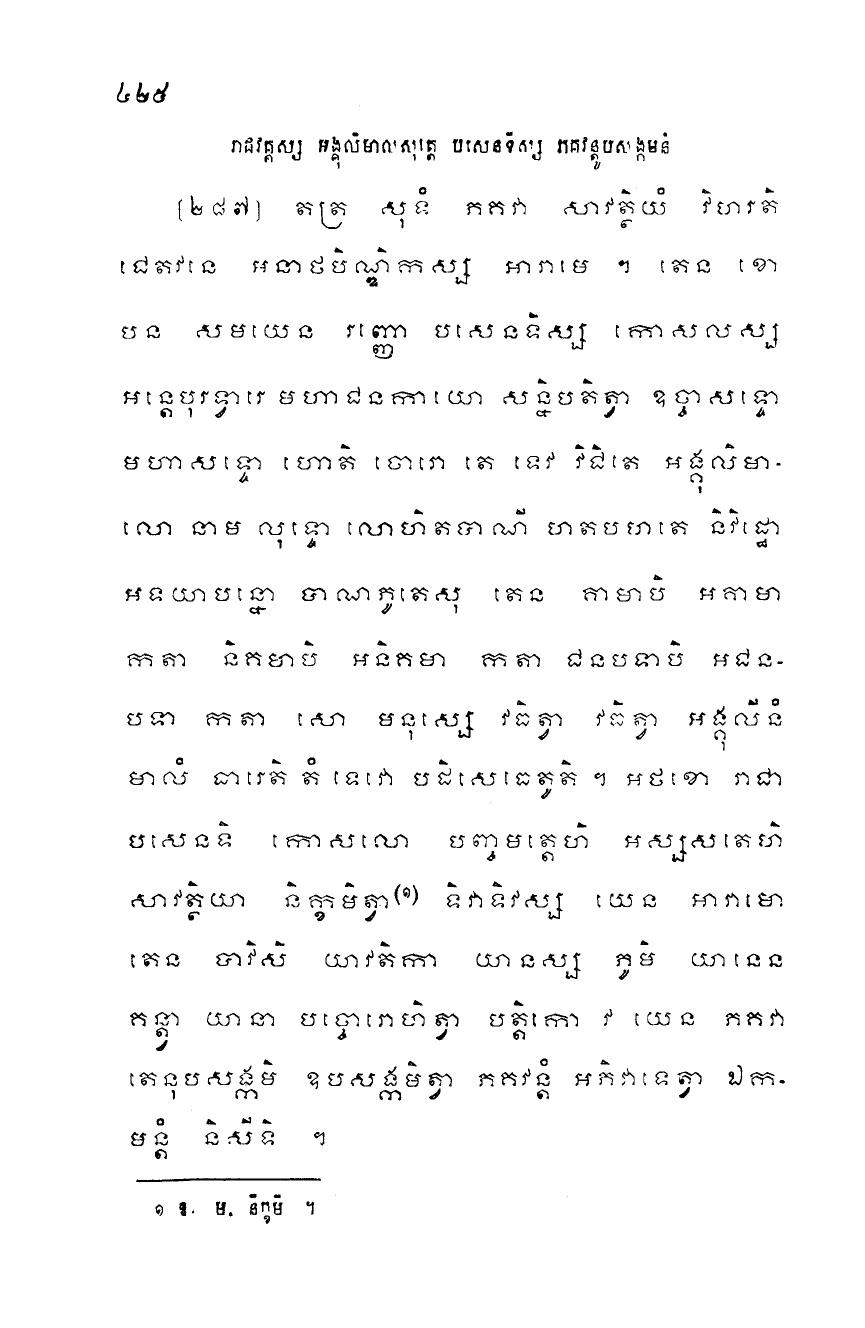 ៤២៥
រាជវគ្គស្ស អង្គុលិមាលសុត្តេ បសេនទិស្ស ភគវន្តូបសង្កមនំ
[២៨៧] តត្រ សុទំ ភគវា សាវត្ថិយំ វិហរតិ
ជេតវនេ អនាថបិណ្ឌិកស្ស អារាមេ ។ តេន ខោ
បន សមយេន រញ្ញោ បសេនទិស្ស កោសលស្ស
អន្តេបុរទ្វារេ មហាជនកាយោ សន្និបតិត្វា ឧច្ចាសទ្ទោ
មហាសទ្ទោ ហោតិ ចោរោ តេ ទេវ វិជិតេ អង្គុលិមា-
លោ នាម លុទ្ទោ លោហិតបាណី ហតបហតេ និវិដ្ឋោ
អទយាបន្នោ បាណភូតេសុ តេន គាមាបិ អគាមា
កតា និគមាបិ អនិគមា កតា ជនបទាបិ អជន-
បទា កតា សោ មនុស្សេ វធិត្វា វធិត្វា អង្គុលីនំ
មាលំ ធារេតិ តំ ទេវោ បដិសេធេតូតិ ។ អថខោ រាជា
បសេនទិ កោសលោ បញ្ចមត្តេហិ អស្សសតេហិ
សាវត្ថិយា និក្ខមិត្វា(១) ទិវាទិវស្ស យេន អារាមោ
តេន បាវិសិ យាវតិកា យានស្ស ភូមិ យានេន
គន្ត្វា យានា បច្ចោរោហិត្វា បត្តិកោ វ យេន ភគវា
តេនុបសង្កមិ ឧបសង្កមិត្វា ភគវន្តំ អភិវាទេត្វា ឯក-
មន្តំ និសីទិ ។
១ ឱ. ម. និក្ខមិ ។